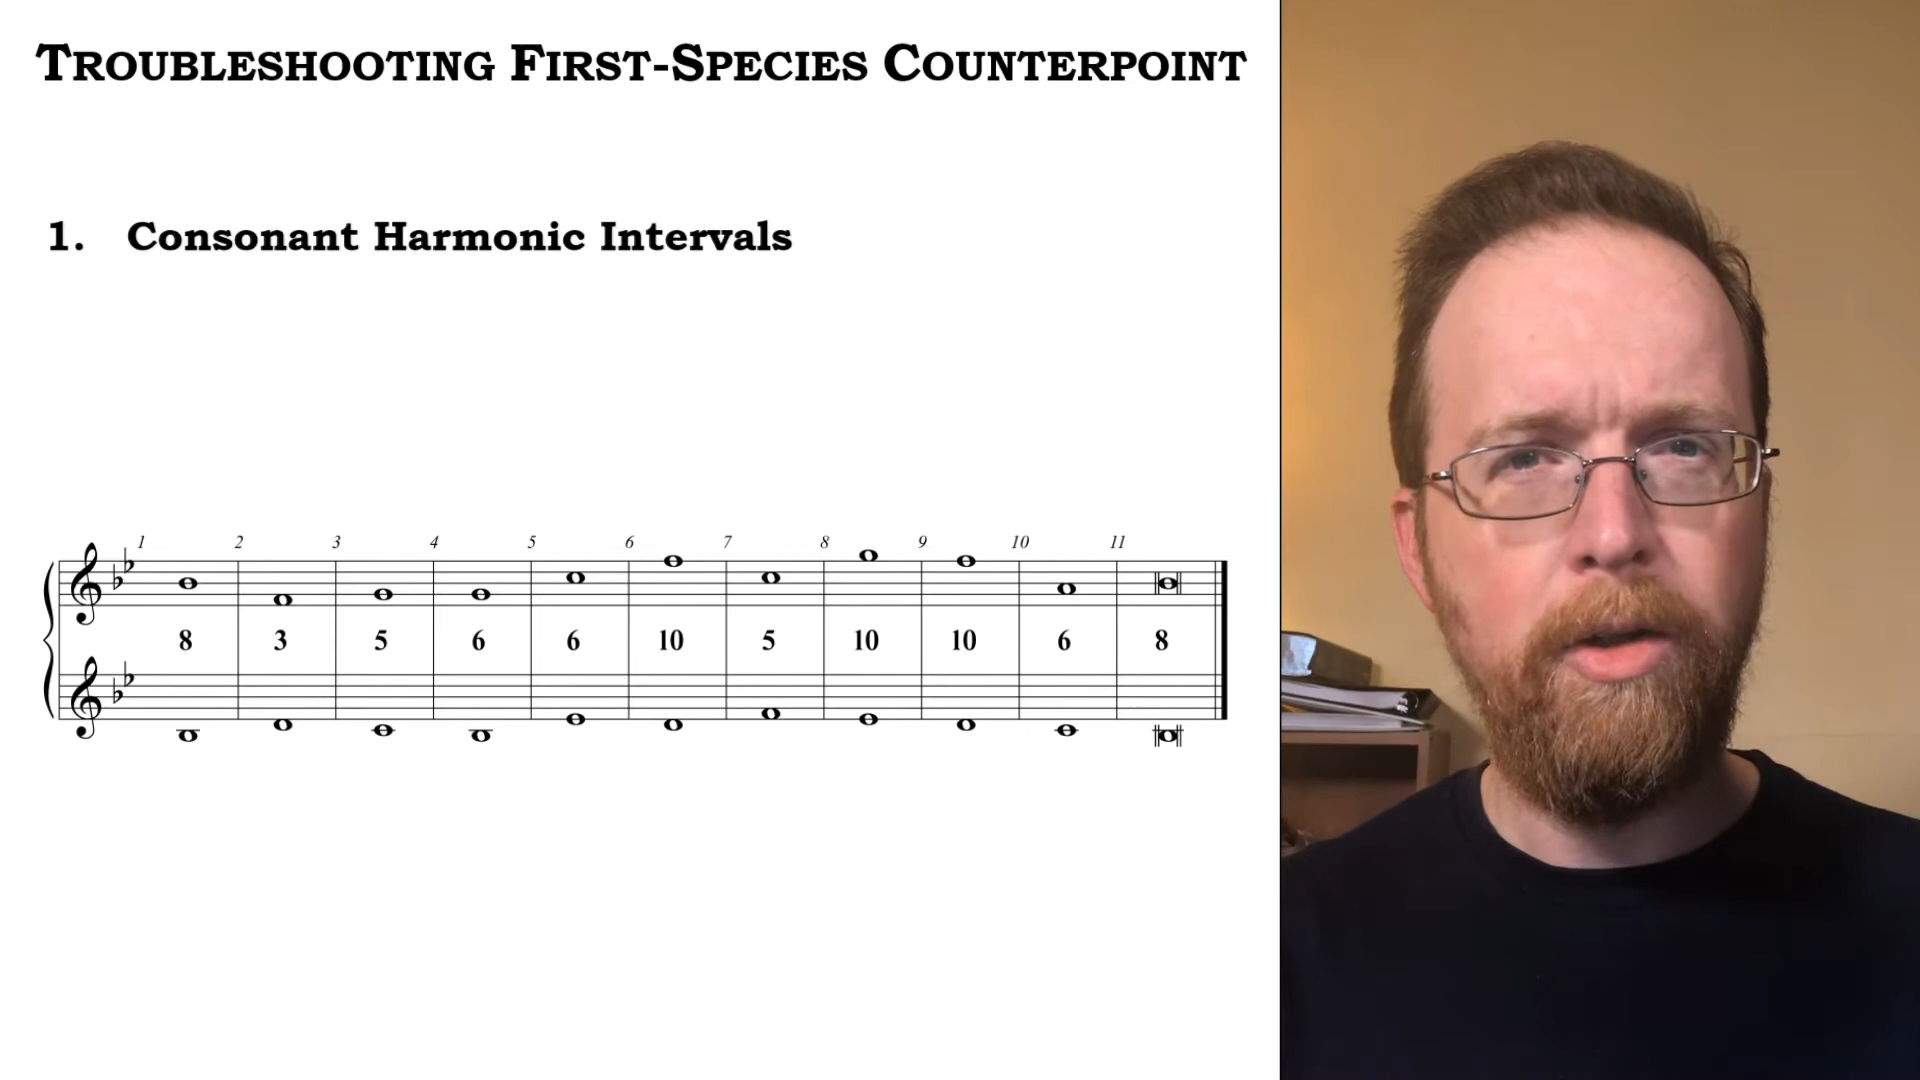 TROUBLESHOOTING FIRST-SPECIES COUNTERPOINT
1. Consonant Harmonic Intervals
1 2 3 4 5 6 7 8 9 10 11
8 3 5 6 6 10 5 10 10 6 8